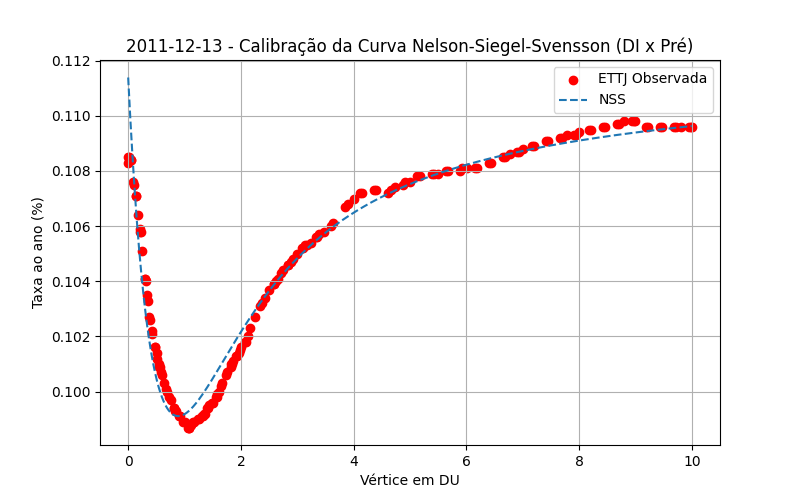 2011-12-13 - Calibração da Curva Nelson-Siegel-Svensson (DI x Pré)
ETTJ Observada
NSS
Taxa ao ano (%)
0.112
0.110
0.108
0.106
0.104
0.102
0.100
0 2 4 6 8 10
Vértice em DU